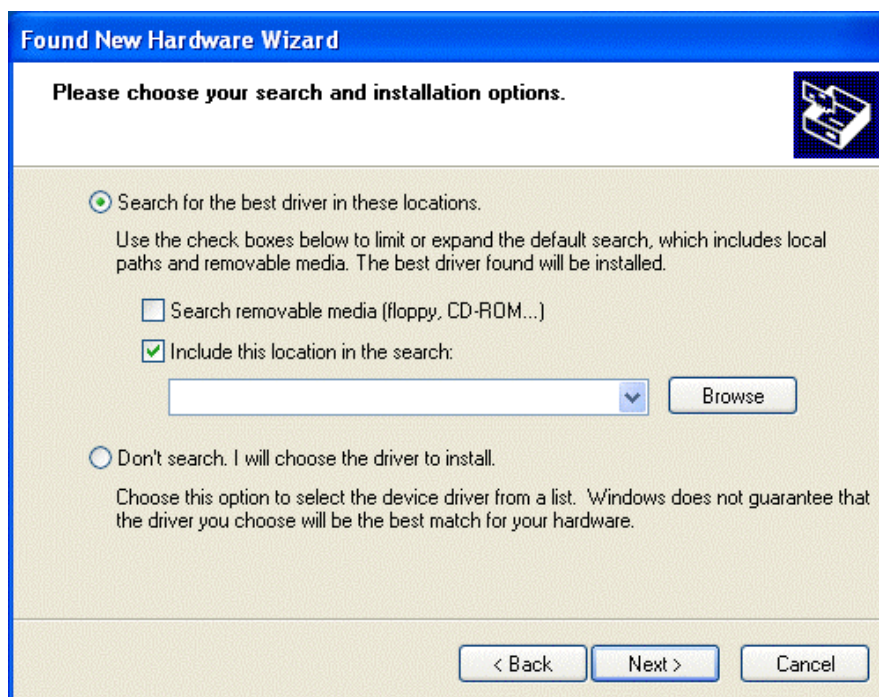 Found New Hardware Wizard
Please choose your search and installation options.
Search for the best driver in these locations.
Use the check boxes below to limit or expand the default search, which includes local
paths and removable media. The best driver found will be installed.
Search removable media (floppy, CD-ROM...)
Include this location in the search:
Browse
Don't search. I will choose the driver to install.
Choose this option to select the device driver from a list.  Windows does not guarantee that
the driver you choose will be the best match for your hardware.
< Back
Next >
Cancel